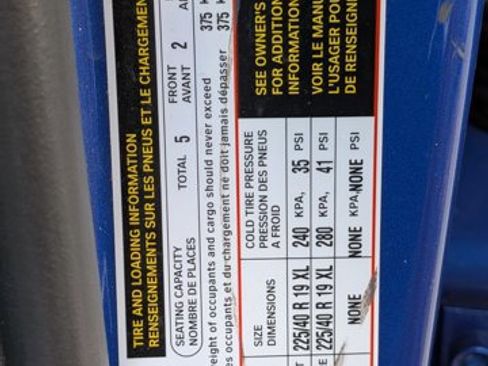 TIRE AND LOADING INFORMATION
RENSEIGNEMENTS SUR LES PNEUS ET LE CHARGEMENT
SEATING CAPACITY
NOMBRE DE PLACES
TOTAL 5
FRONT
AVANT 2
of occupants and cargo should never exceed 375
occupants et du chargement ne doit jamais dépasser 375
SIZE
DIMENSIONS
COLD TIRE PRESSURE
PRESSION DES PNEUS
A FROID
225/40 R 19 XL 240 KPA, 35 PSI
225/40 R 19 XL 280 KPA, 41 PSI
NONE NONE KPA, NONE PSI
SEE OWNER'S
FOR ADDITION
INFORMATION
VOIR LE MANU
L'USAGER POU
DE RENSEIGNE